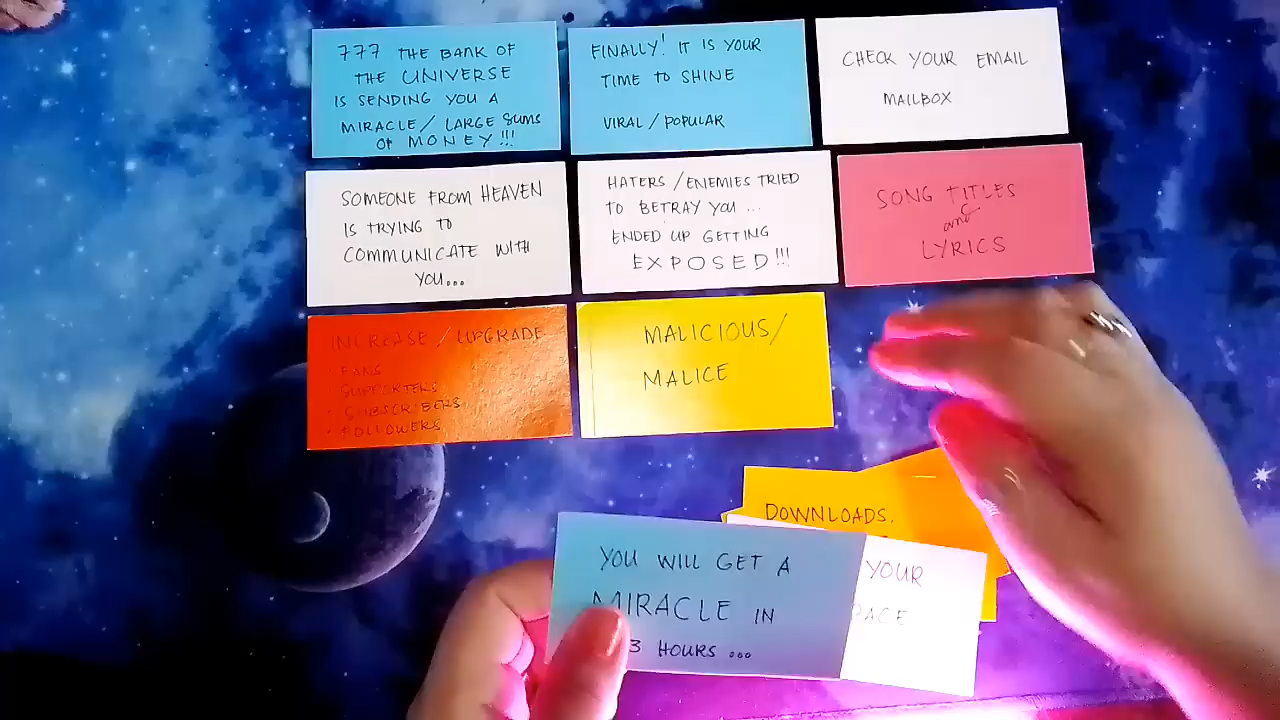 777 THE BANK OF
THE UNIVERSE
IS SENDING YOU A
MIRACLE/ LARGE SUMS
OF MONEY!!!
FINALLY! IT IS YOUR
TIME TO SHINE
VIRAL/POPULAR
CHECK YOUR EMAIL
MAILBOX
SOMEONE FROM HEAVEN
IS TRYING TO
COMMUNICATE WITH
YOU...
HATERS/ENEMIES TRIED
TO BETRAY YOU...
ENDED UP GETTING
EXPOSED!!!
SONG TITLES
and
LYRICS
INCREASE/UPGRADE
• FANS
• SUPPORTERS
• SUBSCRIBERS
• FOLLOWERS
MALICIOUS/
MALICE
DOWNLOADS.
YOU WILL GET A
MIRACLE IN
3 HOURS...
YOUR